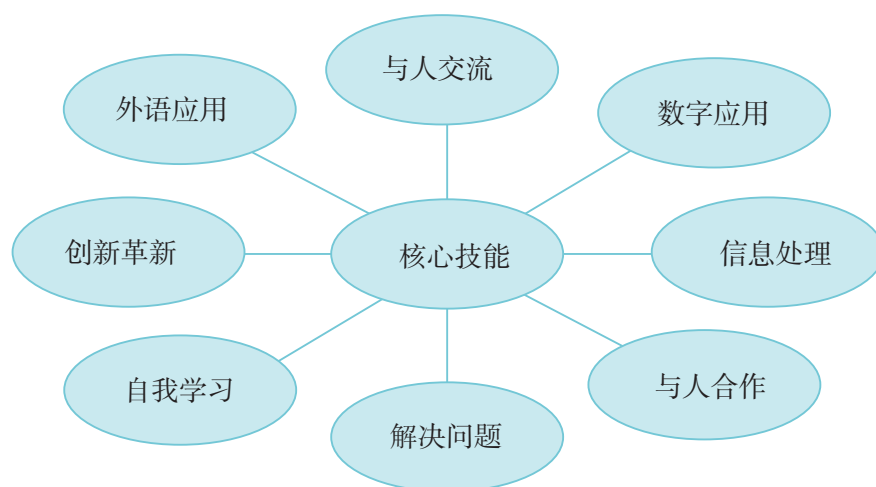 与人交流
外语应用
数字应用
创新革新
核心技能
信息处理
自我学习
与人合作
解决问题